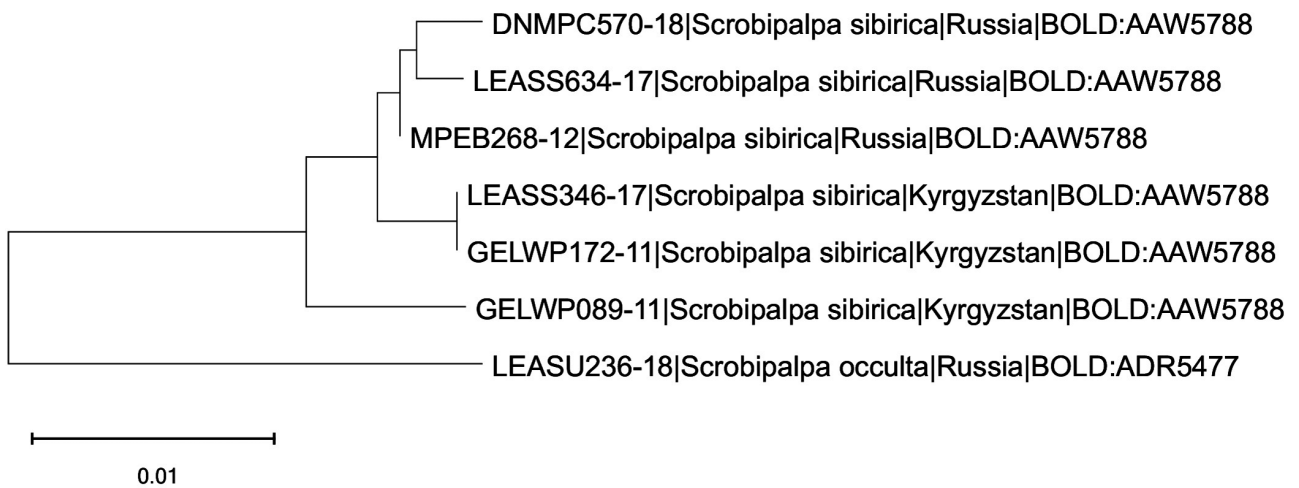 DNMPC570-18|Scrobipalpa sibirica|Russia|BOLD:AAW5788
LEASS634-17|Scrobipalpa sibirica|Russia|BOLD:AAW5788
MPEB268-12|Scrobipalpa sibirica|Russia|BOLD:AAW5788
LEASS346-17|Scrobipalpa sibirica|Kyrgyzstan|BOLD:AAW5788
GELWP172-11|Scrobipalpa sibirica|Kyrgyzstan|BOLD:AAW5788
GELWP089-11|Scrobipalpa sibirica|Kyrgyzstan|BOLD:AAW5788
LEASU236-18|Scrobipalpa occulta|Russia|BOLD:ADR5477
0.01